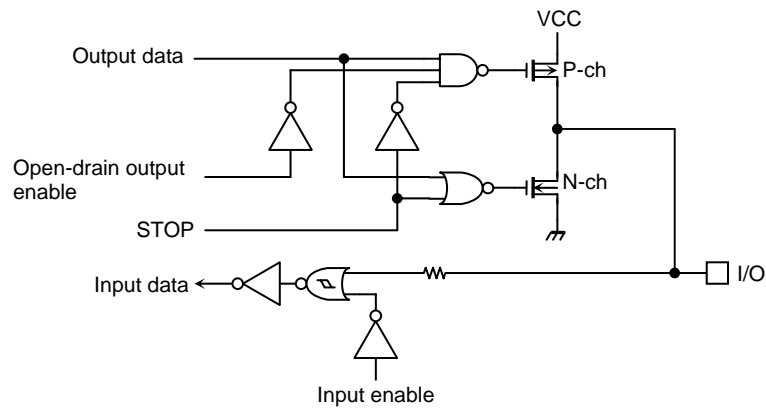 VCC
Output data
P-ch
Open-drain output
enable
N-ch
STOP
Input data
I/O
Input enable